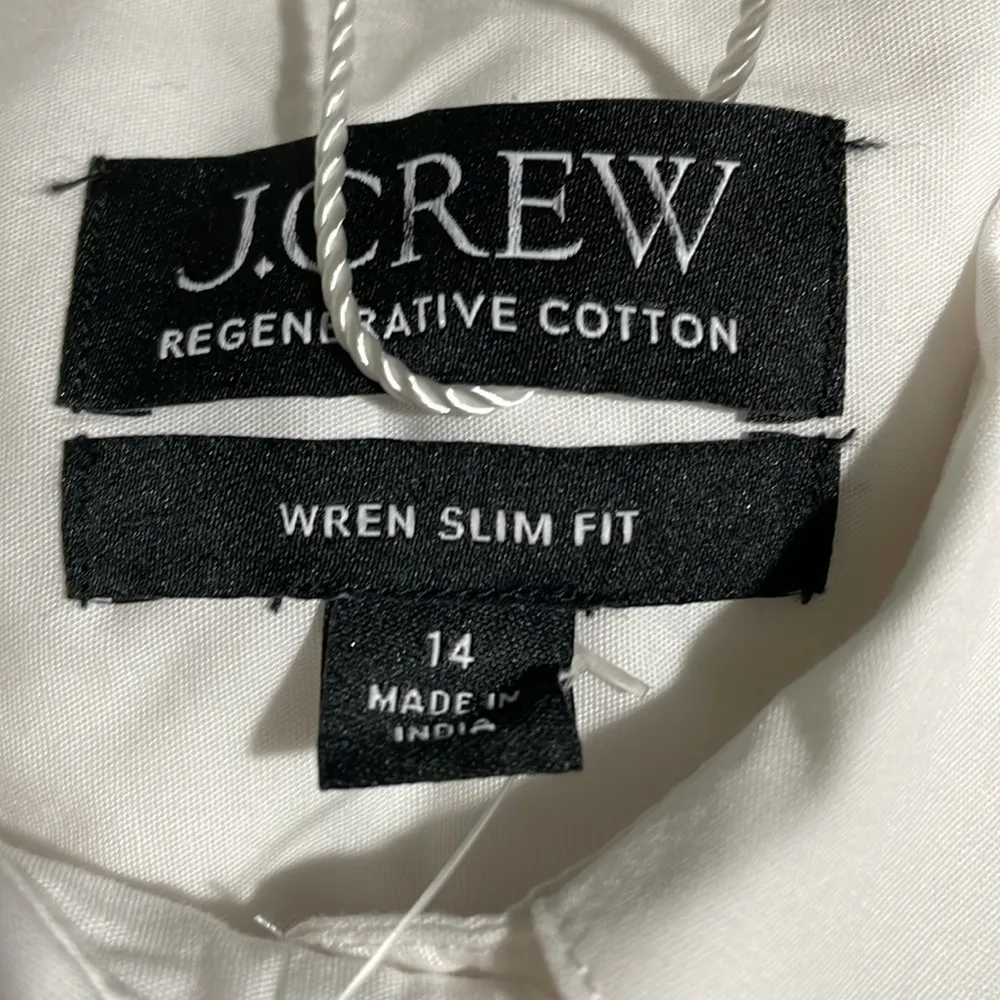 J.CREW
REGENERATIVE COTTON
WREN SLIM FIT
14
MADE IN
INDIA